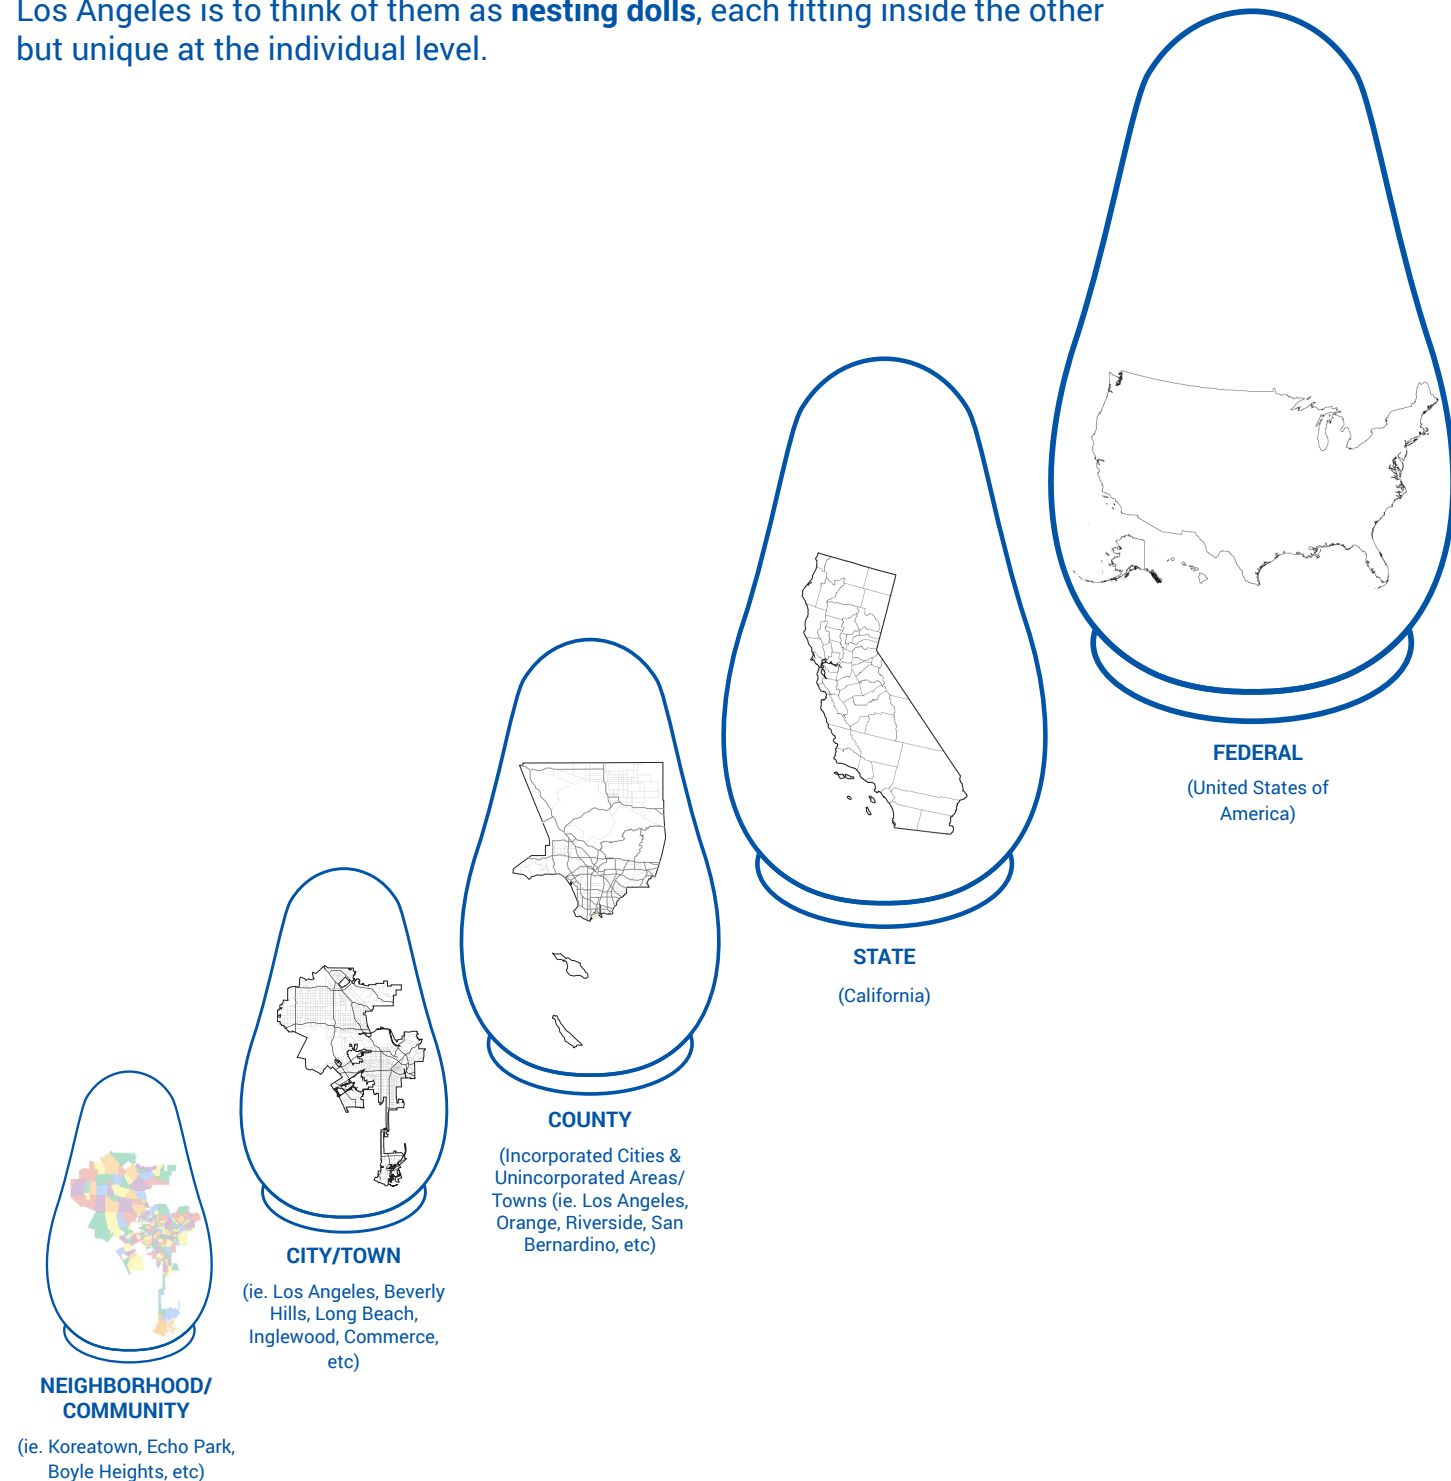 Los Angeles is to think of them as nesting dolls, each fitting inside the other
but unique at the individual level.
FEDERAL
(United States of
America)
STATE
(California)
COUNTY
(Incorporated Cities &
Unincorporated Areas/
Towns (ie. Los Angeles,
Orange, Riverside, San
Bernardino, etc)
CITY/TOWN
(ie. Los Angeles, Beverly
Hills, Long Beach,
Inglewood, Commerce,
etc)
NEIGHBORHOOD/
COMMUNITY
(ie. Koreatown, Echo Park,
Boyle Heights, etc)